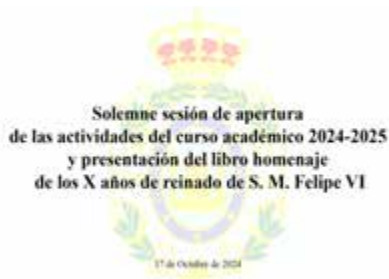 Solemne sesión de apertura
de las actividades del curso académico 2024-2025
y presentación del libro homenaje
de los X años de reinado de S. M. Felipe VI
17 de Octubre de 2024